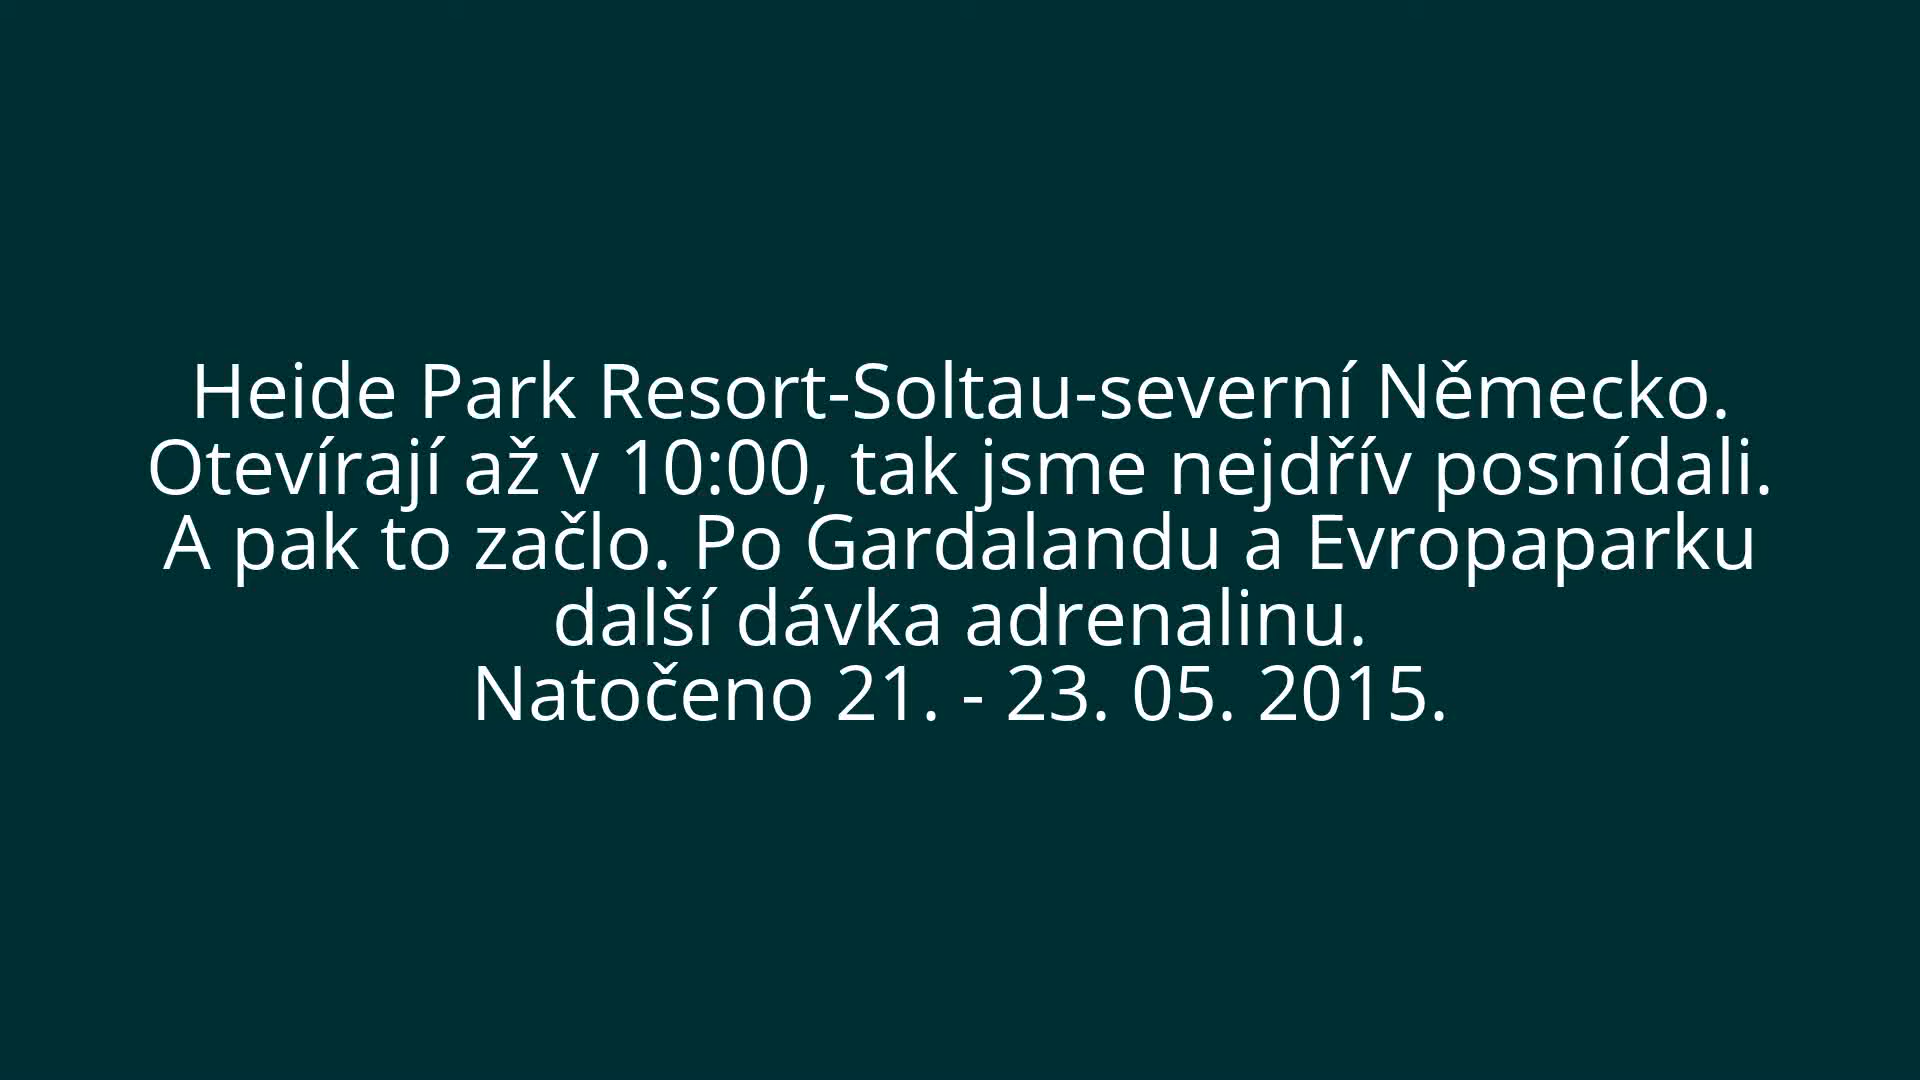 Heide Park Resort-Soltau-severní Německo.
Otevírají až v 10:00, tak jsme nejdřív posnídali.
A pak to začlo. Po Gardalandu a Evropaparku
další dávka adrenalinu.
Natočeno 21. - 23. 05. 2015.